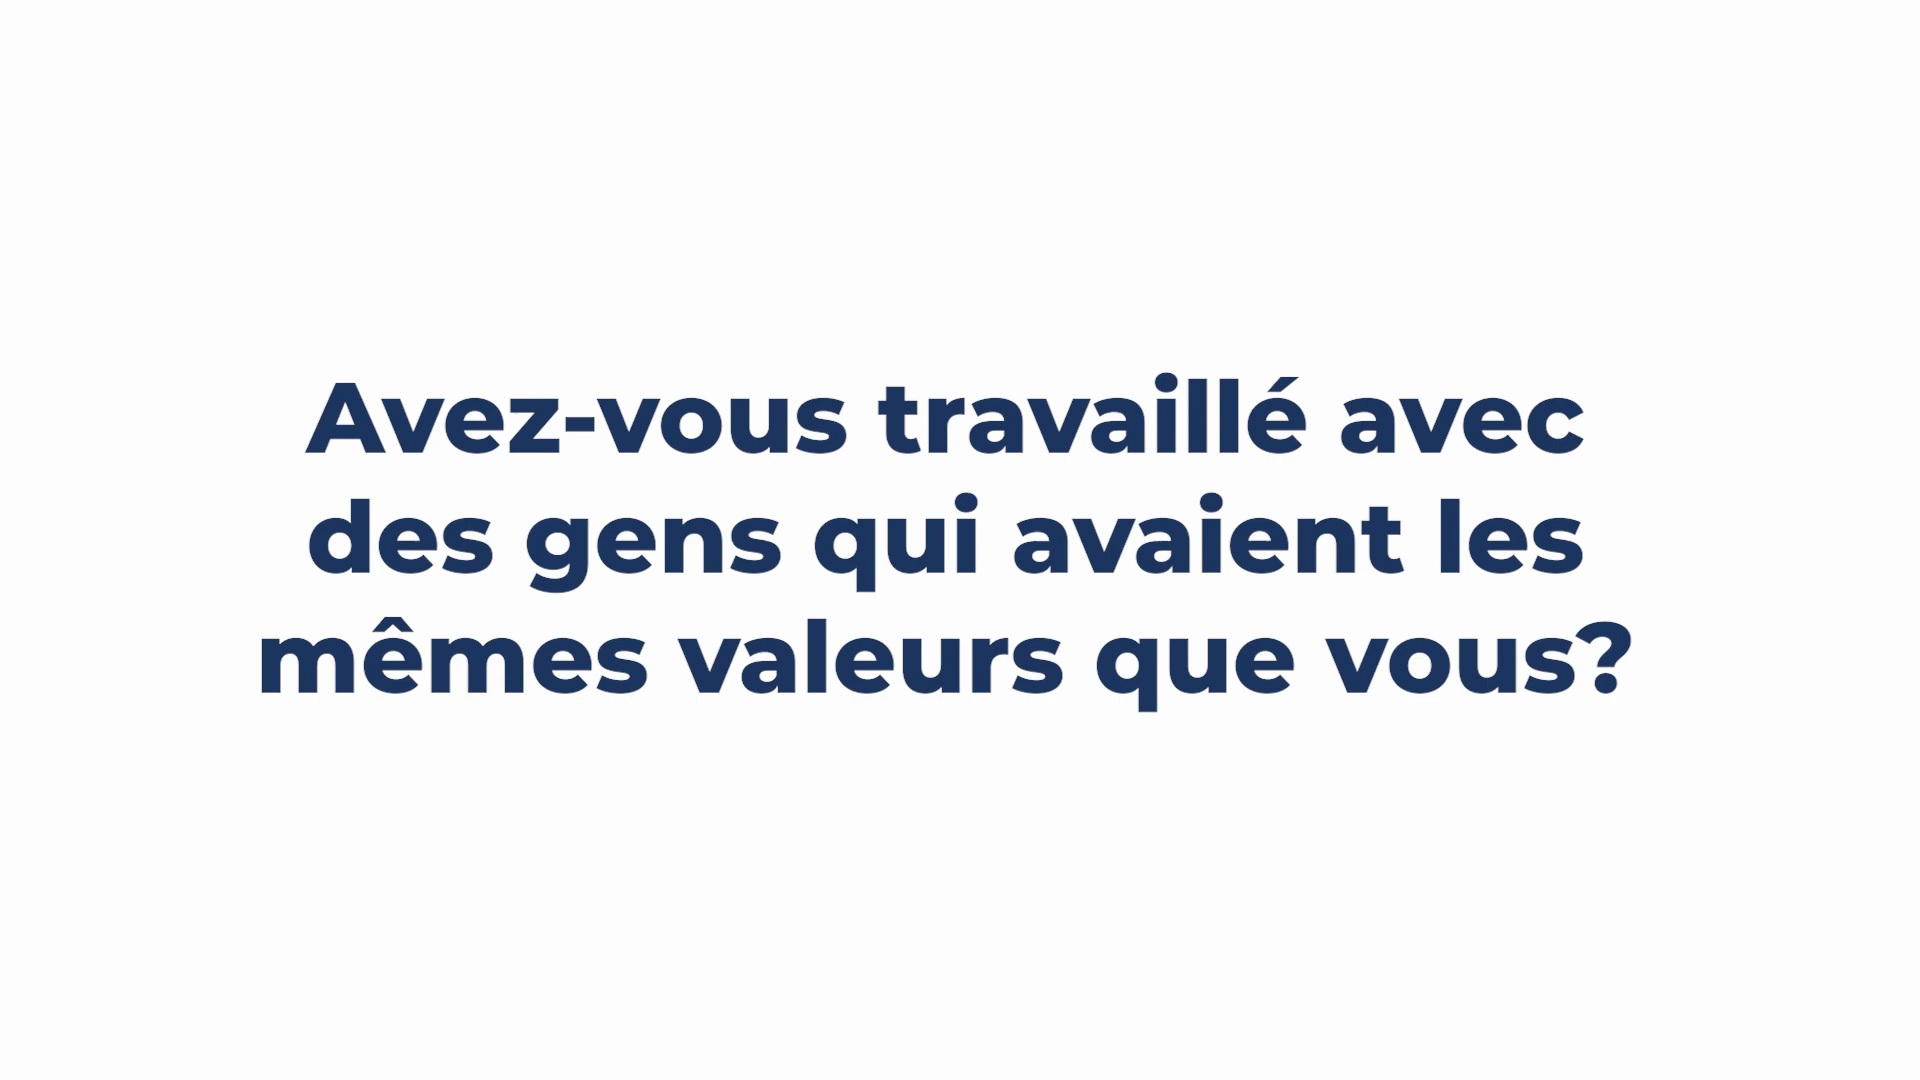 Avez-vous travaillé avec
des gens qui avaient les
mêmes valeurs que vous?